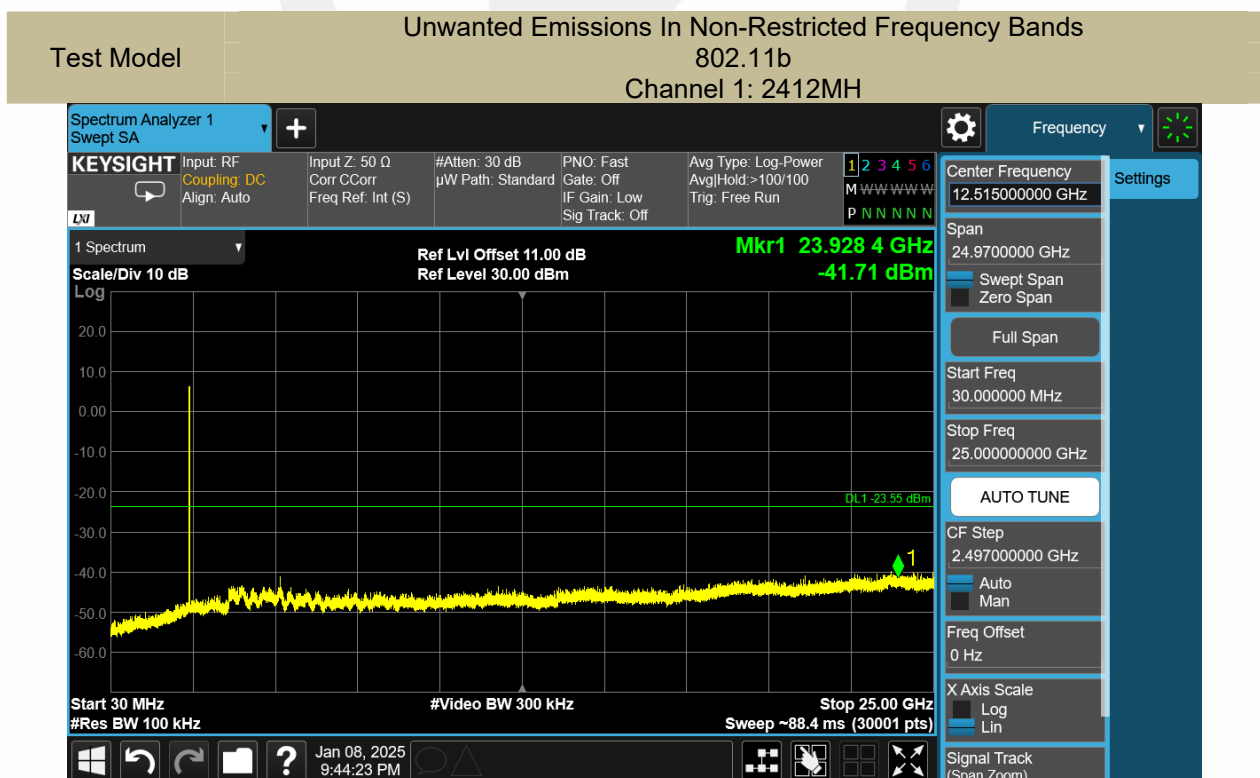 Test Model
Unwanted Emissions In Non-Restricted Frequency Bands
802.11b
Channel 1: 2412MH
Spectrum Analyzer 1
Swept SA
+
Frequency
KEYSIGHT
LXI
Input: RF
Coupling: DC
Align: Auto
Input Z: 50 Ω
Corr CCorr
Freq Ref: Int (S)
#Atten: 30 dB
µW Path: Standard
PNO: Fast
Gate: Off
IF Gain: Low
Sig Track: Off
Avg Type: Log-Power
Avg|Hold:>100/100
Trig: Free Run
1 2 3 4 5 6
M W W W W W
P N N N N N
1 Spectrum
Scale/Div 10 dB
Log
Ref Lvl Offset 11.00 dB
Ref Level 30.00 dBm
Mkr1 23.928 4 GHz
-41.71 dBm
20.0
10.0
0.00
-10.0
-20.0
-30.0
-40.0
-50.0
-60.0
DL1 -23.55 dBm
1
Start 30 MHz
#Res BW 100 kHz
#Video BW 300 kHz
Stop 25.00 GHz
Sweep ~88.4 ms (30001 pts)
Center Frequency
12.515000000 GHz
Settings
Span
24.9700000 GHz
Swept Span
Zero Span
Full Span
Start Freq
30.000000 MHz
Stop Freq
25.000000000 GHz
AUTO TUNE
CF Step
2.497000000 GHz
Auto
Man
Freq Offset
0 Hz
X Axis Scale
Log
Lin
Signal Track
(Span Zoom)
?
Jan 08, 2025
9:44:23 PM